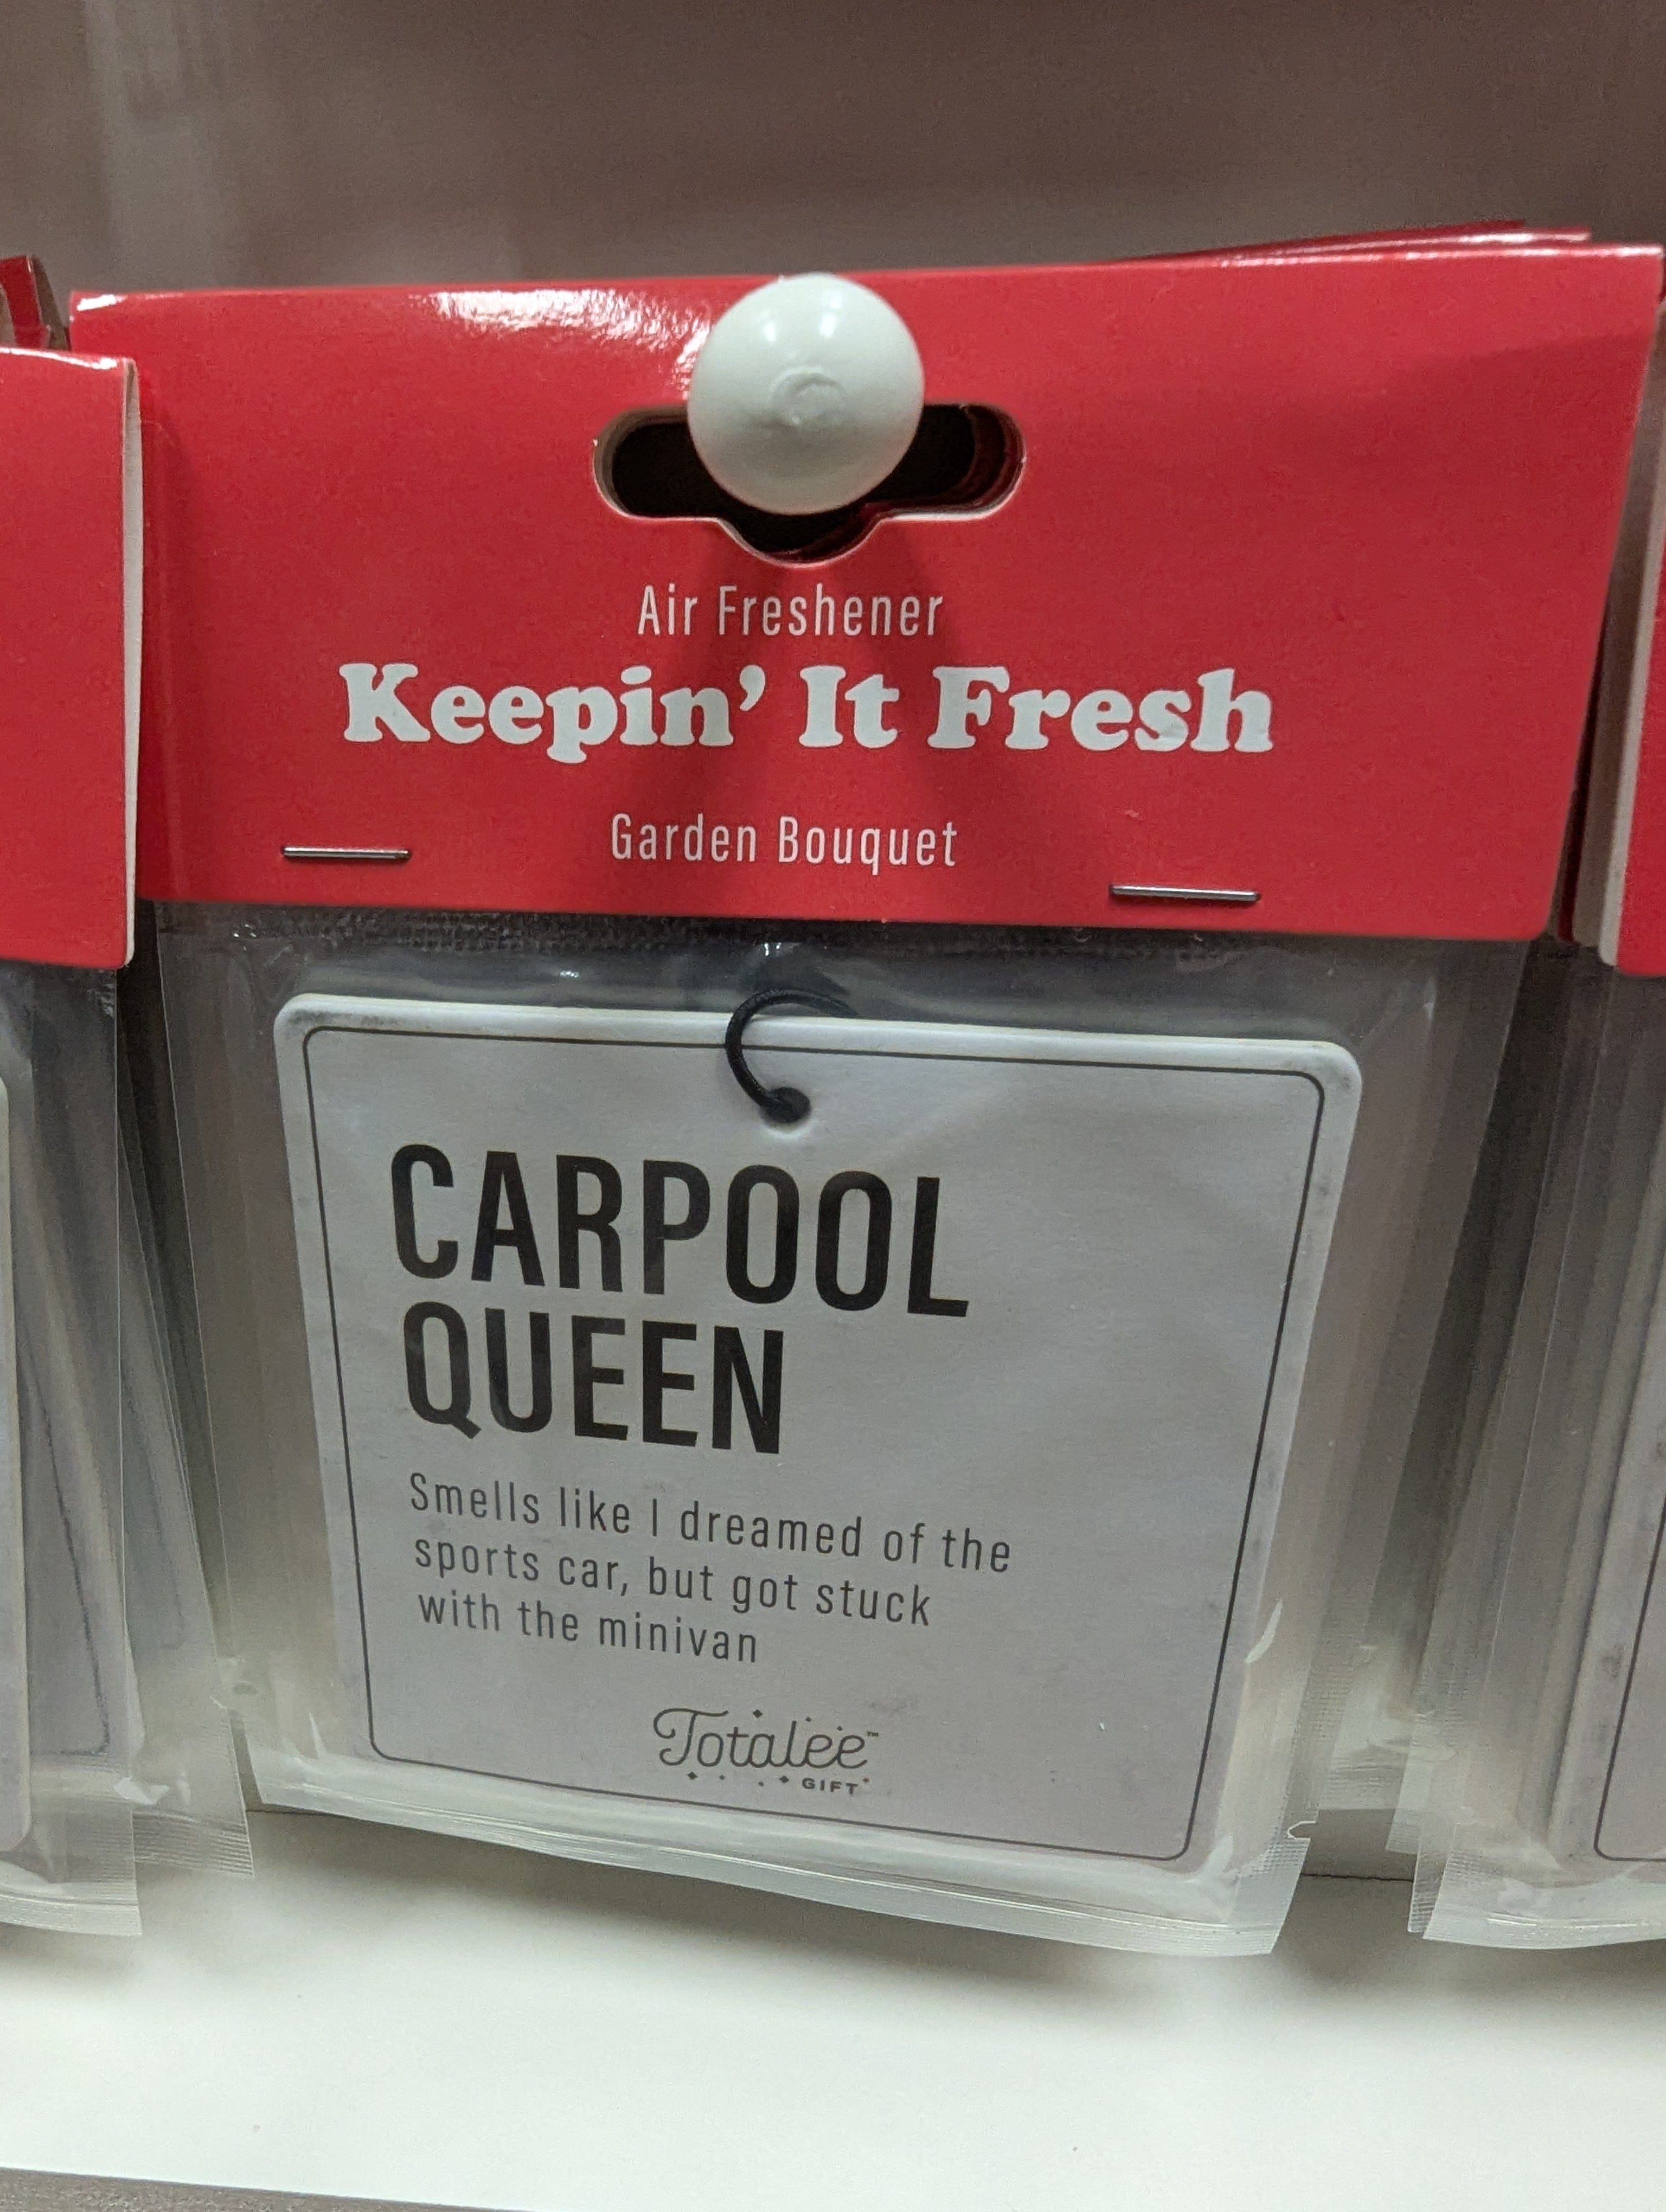 Air Freshener
Keepin’ It Fresh
Garden Bouquet
CARPOOL
QUEEN
Smells like I dreamed of the
sports car, but got stuck
with the minivan
Totalee™
GIFT